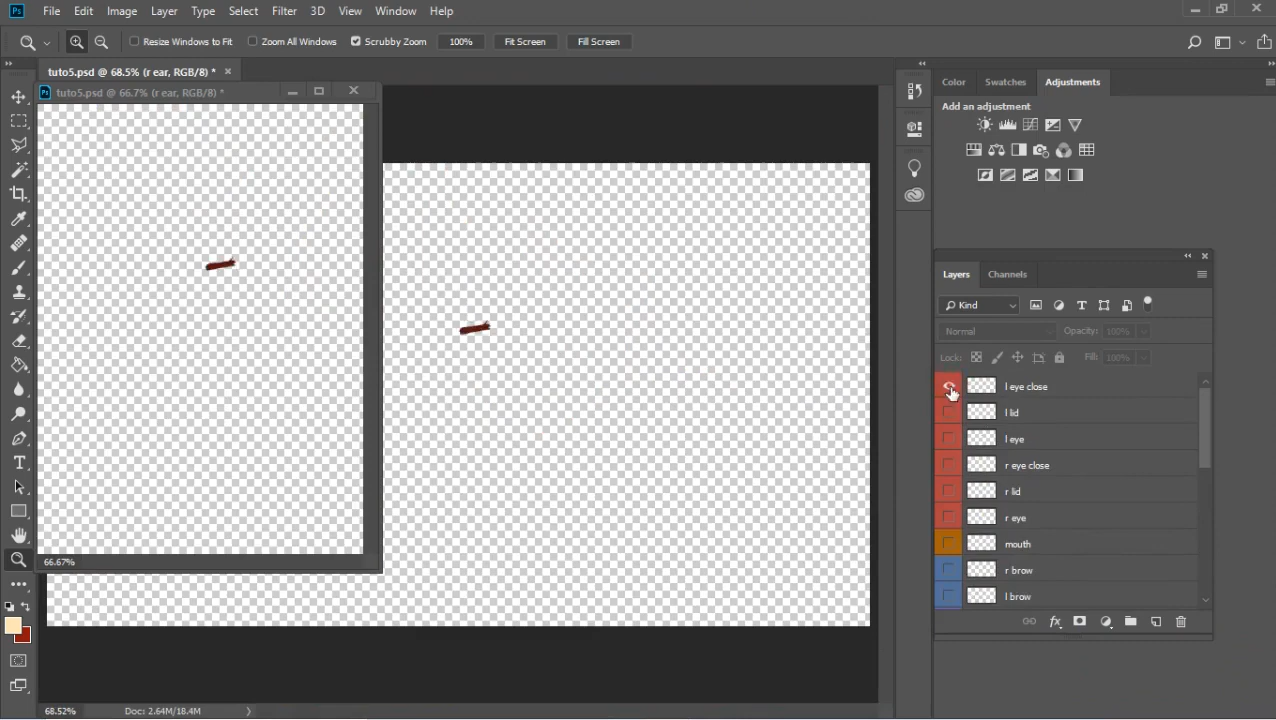 Ps File Edit Image Layer Type Select Filter 3D View Window Help
Resize Windows to Fit Zoom All Windows Scrubby Zoom 100% Fit Screen Fill Screen
tuto5.psd @ 68.5% (r ear, RGB/8) *
tuto5.psd @ 66.7% (r ear, RGB/8) *
66.67%
68.52% Doc: 2.64M/18.4M
Color Swatches Adjustments
Add an adjustment
Layers Channels
Kind
Normal Opacity: 100%
Lock: Fill: 100%
l eye close
l lid
l eye
r eye close
r lid
r eye
mouth
r brow
l brow